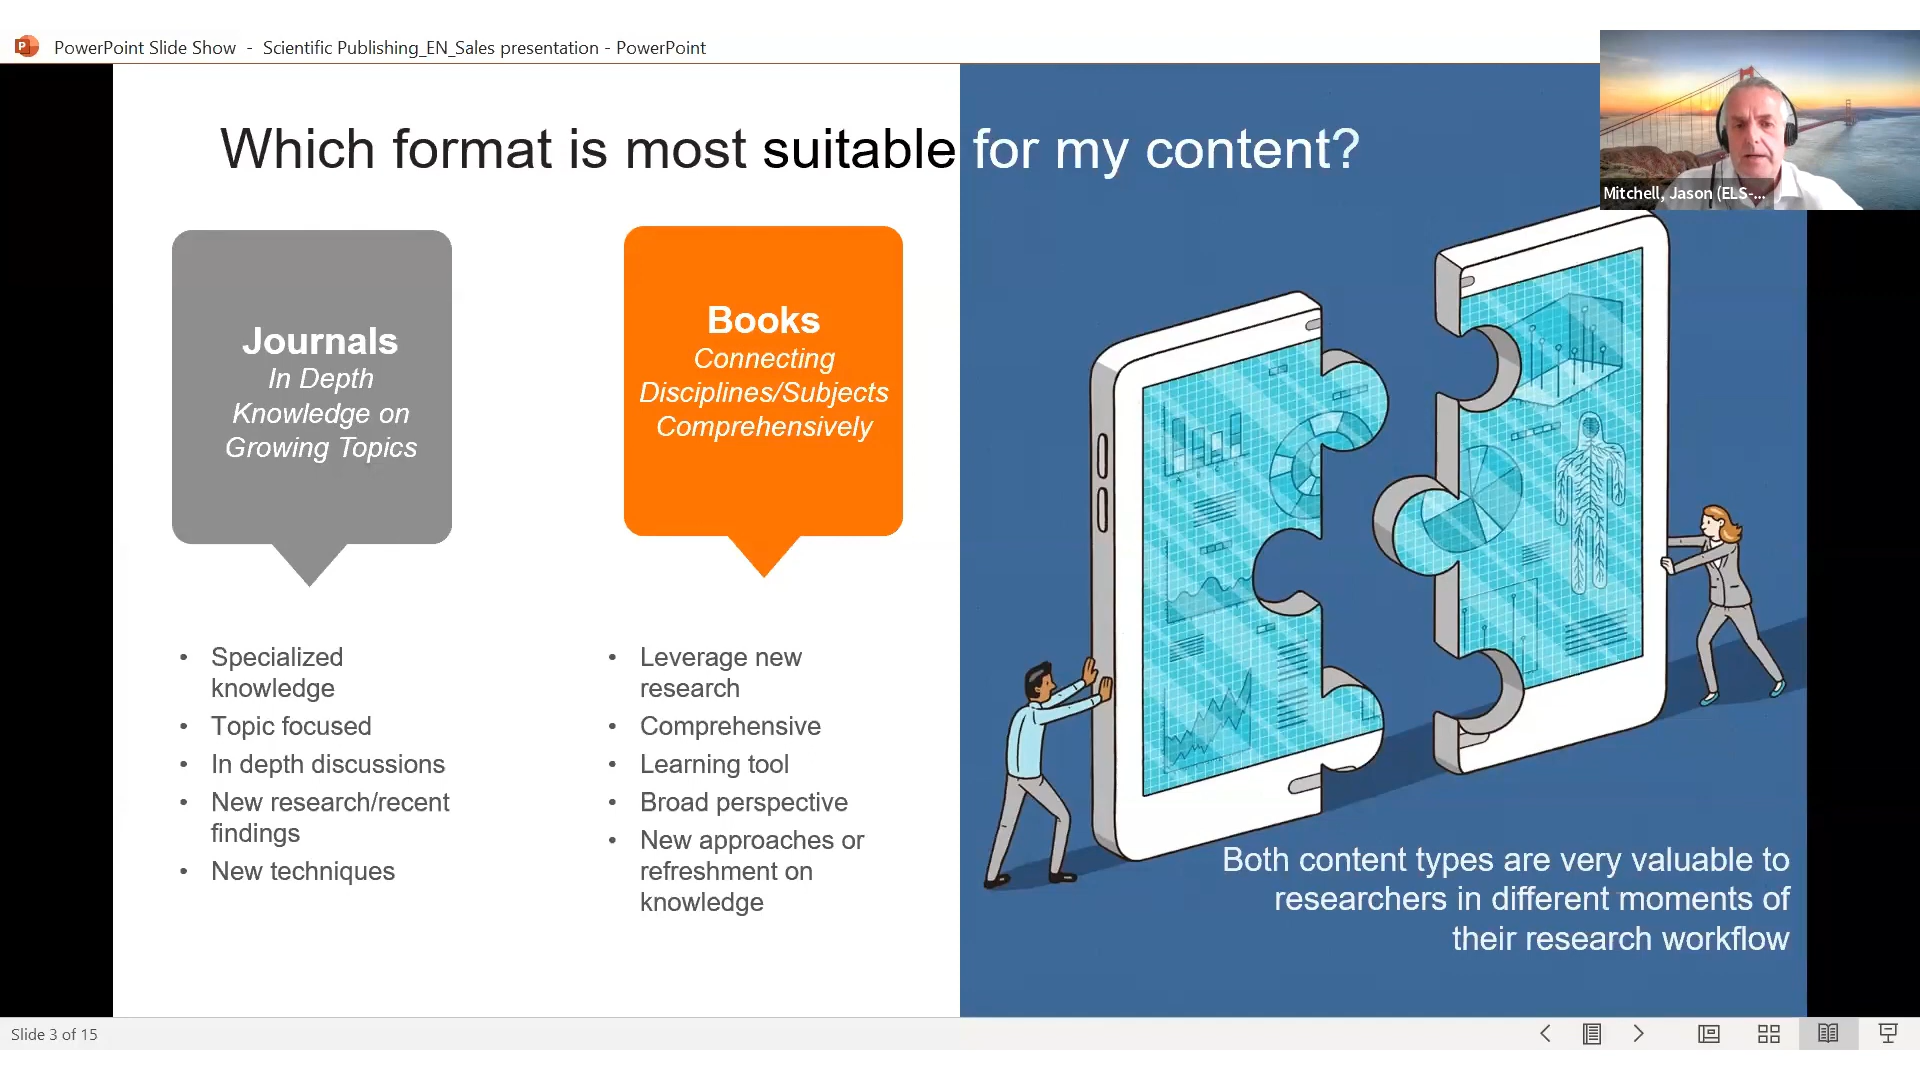 PowerPoint Slide Show - Scientific Publishing_EN_Sales presentation - PowerPoint
Mitchell, Jason (ELS-...
Which format is most suitable for my content?
Journals
In Depth
Knowledge on
Growing Topics
Books
Connecting
Disciplines/Subjects
Comprehensively
• Specialized
knowledge
• Topic focused
• In depth discussions
• New research/recent
findings
• New techniques
• Leverage new
research
• Comprehensive
• Learning tool
• Broad perspective
• New approaches or
refreshment on
knowledge
Both content types are very valuable to
researchers in different moments of
their research workflow
Slide 3 of 15